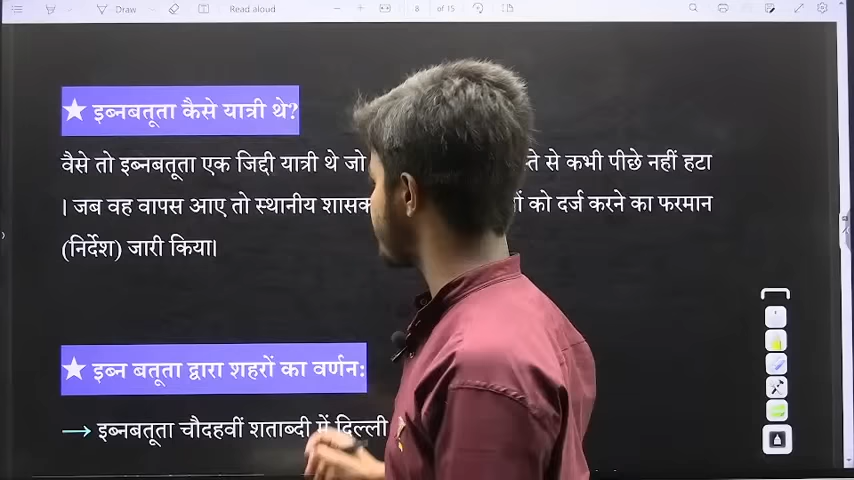 Draw
Read aloud
8 of 15
इब्नबतूता कैसे यात्री थे?
वैसे तो इब्नबतूता एक जिद्दी यात्री थे जो ते से कभी पीछे नहीं हटा
। जब वह वापस आए तो स्थानीय शासक को दर्ज करने का फरमान
(निर्देश) जारी किया।
इब्न बतूता द्वारा शहरों का वर्णन:
इब्नबतूता चौदहवीं शताब्दी में दिल्ली